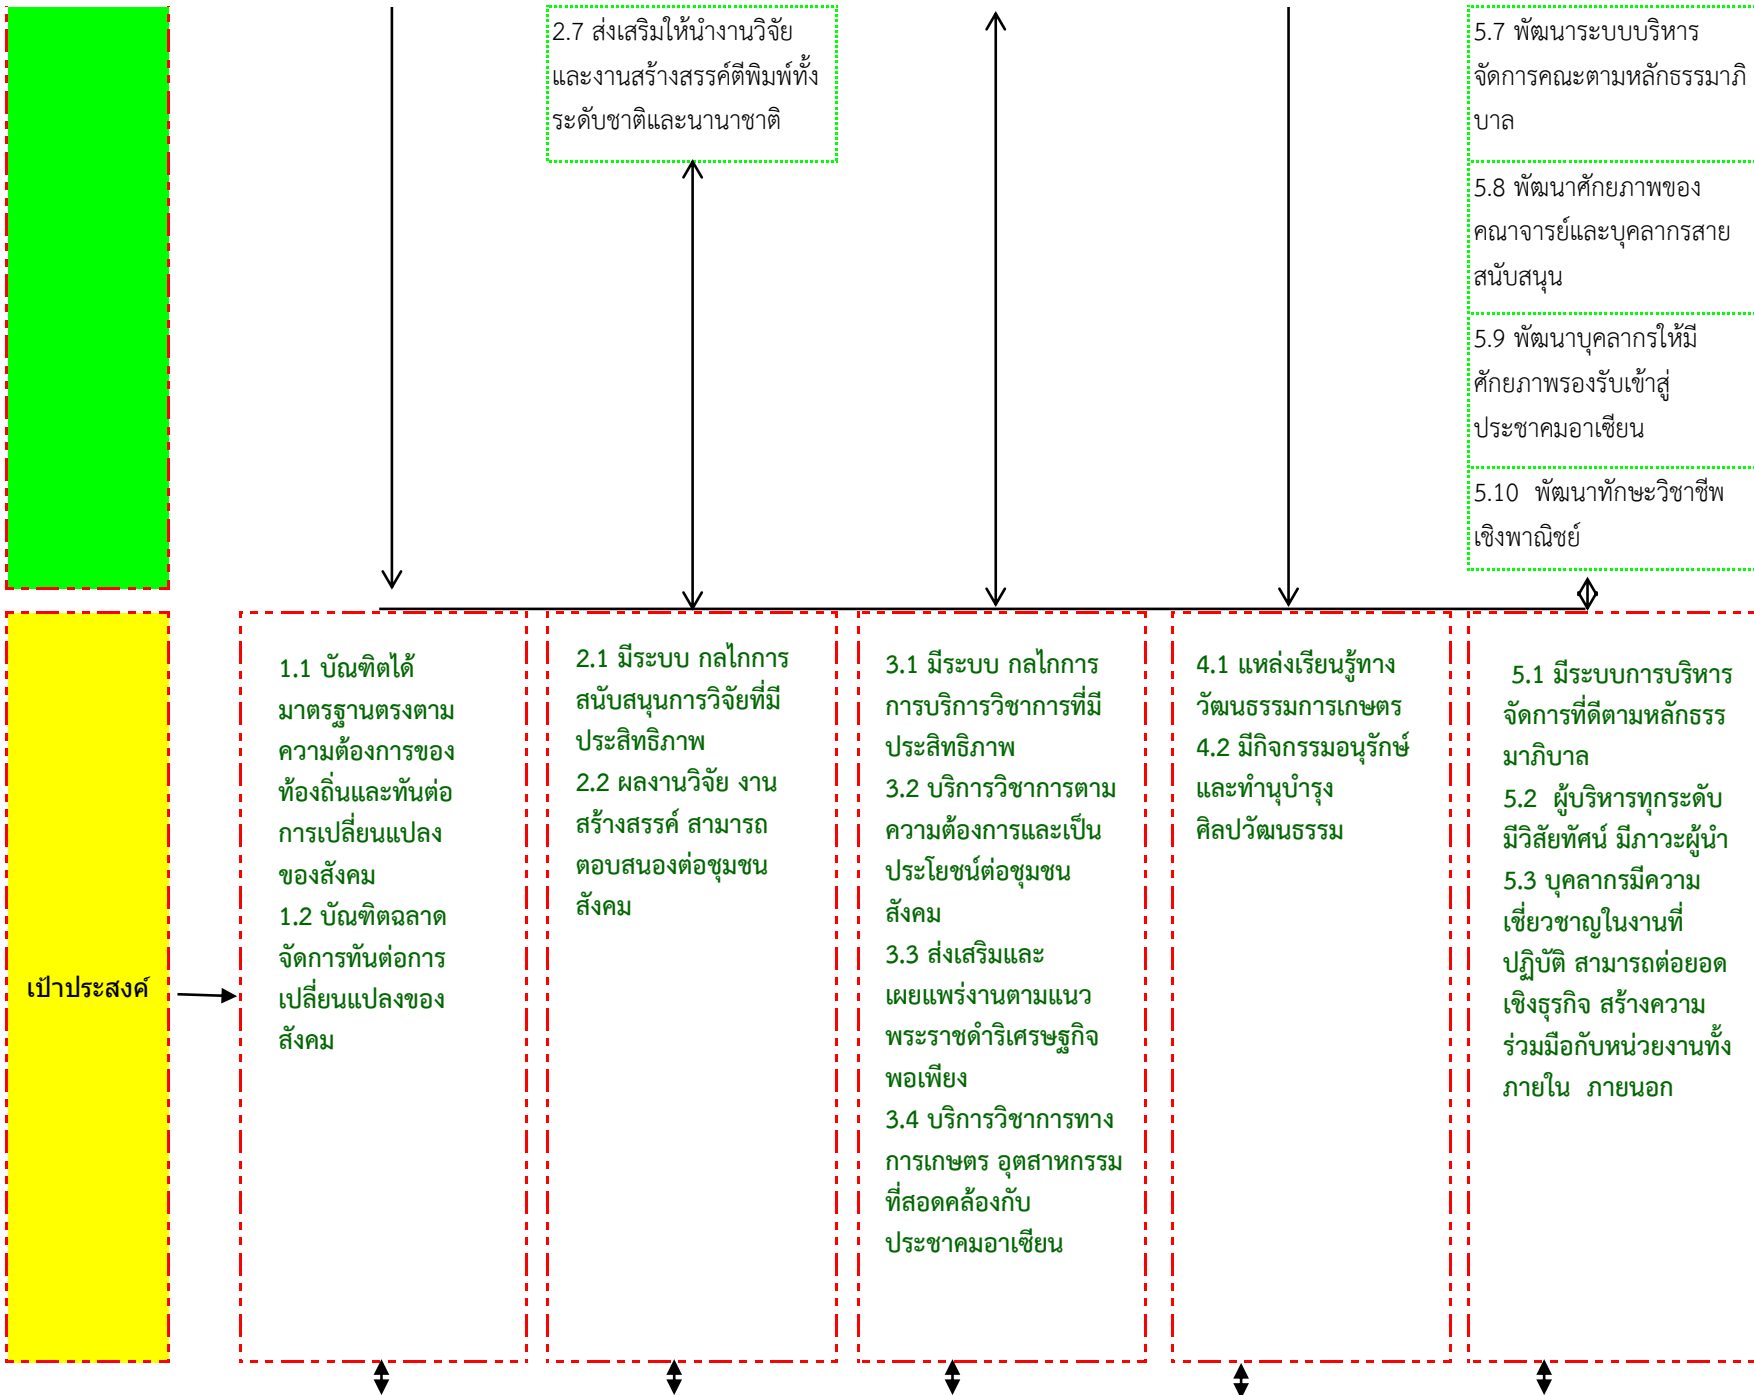 2.7 ส่งเสริมให้นำงานวิจัย
และงานสร้างสรรค์ตีพิมพ์ทั้ง
ระดับชาติและนานาชาติ
5.7 พัฒนาระบบบริหาร
จัดการคณะตามหลักธรรมาภิ
บาล
5.8 พัฒนาศักยภาพของ
คณาจารย์และบุคลากรสาย
สนับสนุน
5.9 พัฒนาบุคลากรให้มี
ศักยภาพรองรับเข้าสู่
ประชาคมอาเซียน
5.10 พัฒนาทักษะวิชาชีพ
เชิงพาณิชย์
เป้าประสงค์
1.1 บัณฑิตได้
มาตรฐานตรงตาม
ความต้องการของ
ท้องถิ่นและทันต่อ
การเปลี่ยนแปลง
ของสังคม
1.2 บัณฑิตฉลาด
จัดการทันต่อการ
เปลี่ยนแปลงของ
สังคม
2.1 มีระบบ กลไกการ
สนับสนุนการวิจัยที่มี
ประสิทธิภาพ
2.2 ผลงานวิจัย งาน
สร้างสรรค์ สามารถ
ตอบสนองต่อชุมชน
สังคม
3.1 มีระบบ กลไกการ
การบริการวิชาการที่มี
ประสิทธิภาพ
3.2 บริการวิชาการตาม
ความต้องการและเป็น
ประโยชน์ต่อชุมชน
สังคม
3.3 ส่งเสริมและ
เผยแพร่งานตามแนว
พระราชดำริเศรษฐกิจ
พอเพียง
3.4 บริการวิชาการทาง
การเกษตร อุตสาหกรรม
ที่สอดคล้องกับ
ประชาคมอาเซียน
4.1 แหล่งเรียนรู้ทาง
วัฒนธรรมการเกษตร
4.2 มีกิจกรรมอนุรักษ์
และทำนุบำรุง
ศิลปวัฒนธรรม
5.1 มีระบบการบริหาร
จัดการที่ดีตามหลักธรร
มาภิบาล
5.2 ผู้บริหารทุกระดับ
มีวิสัยทัศน์ มีภาวะผู้นำ
5.3 บุคลากรมีความ
เชี่ยวชาญในงานที่
ปฏิบัติ สามารถต่อยอด
เชิงธุรกิจ สร้างความ
ร่วมมือกับหน่วยงานทั้ง
ภายใน ภายนอก